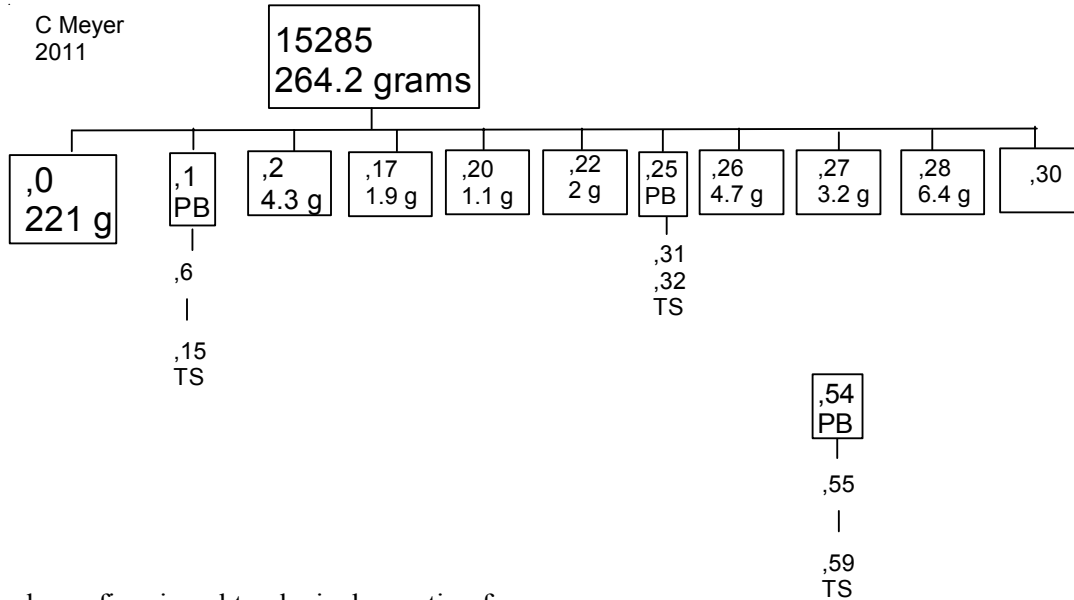 C Meyer
2011
15285
264.2 grams
,0
221 g
,1
PB
,2
4.3 g
,17
1.9 g
,20
1.1 g
,22
2 g
,25
PB
,26
4.7 g
,27
3.2 g
,28
6.4 g
,30
,6
,15
TS
,31
,32
TS
,54
PB
,55
,59
TS